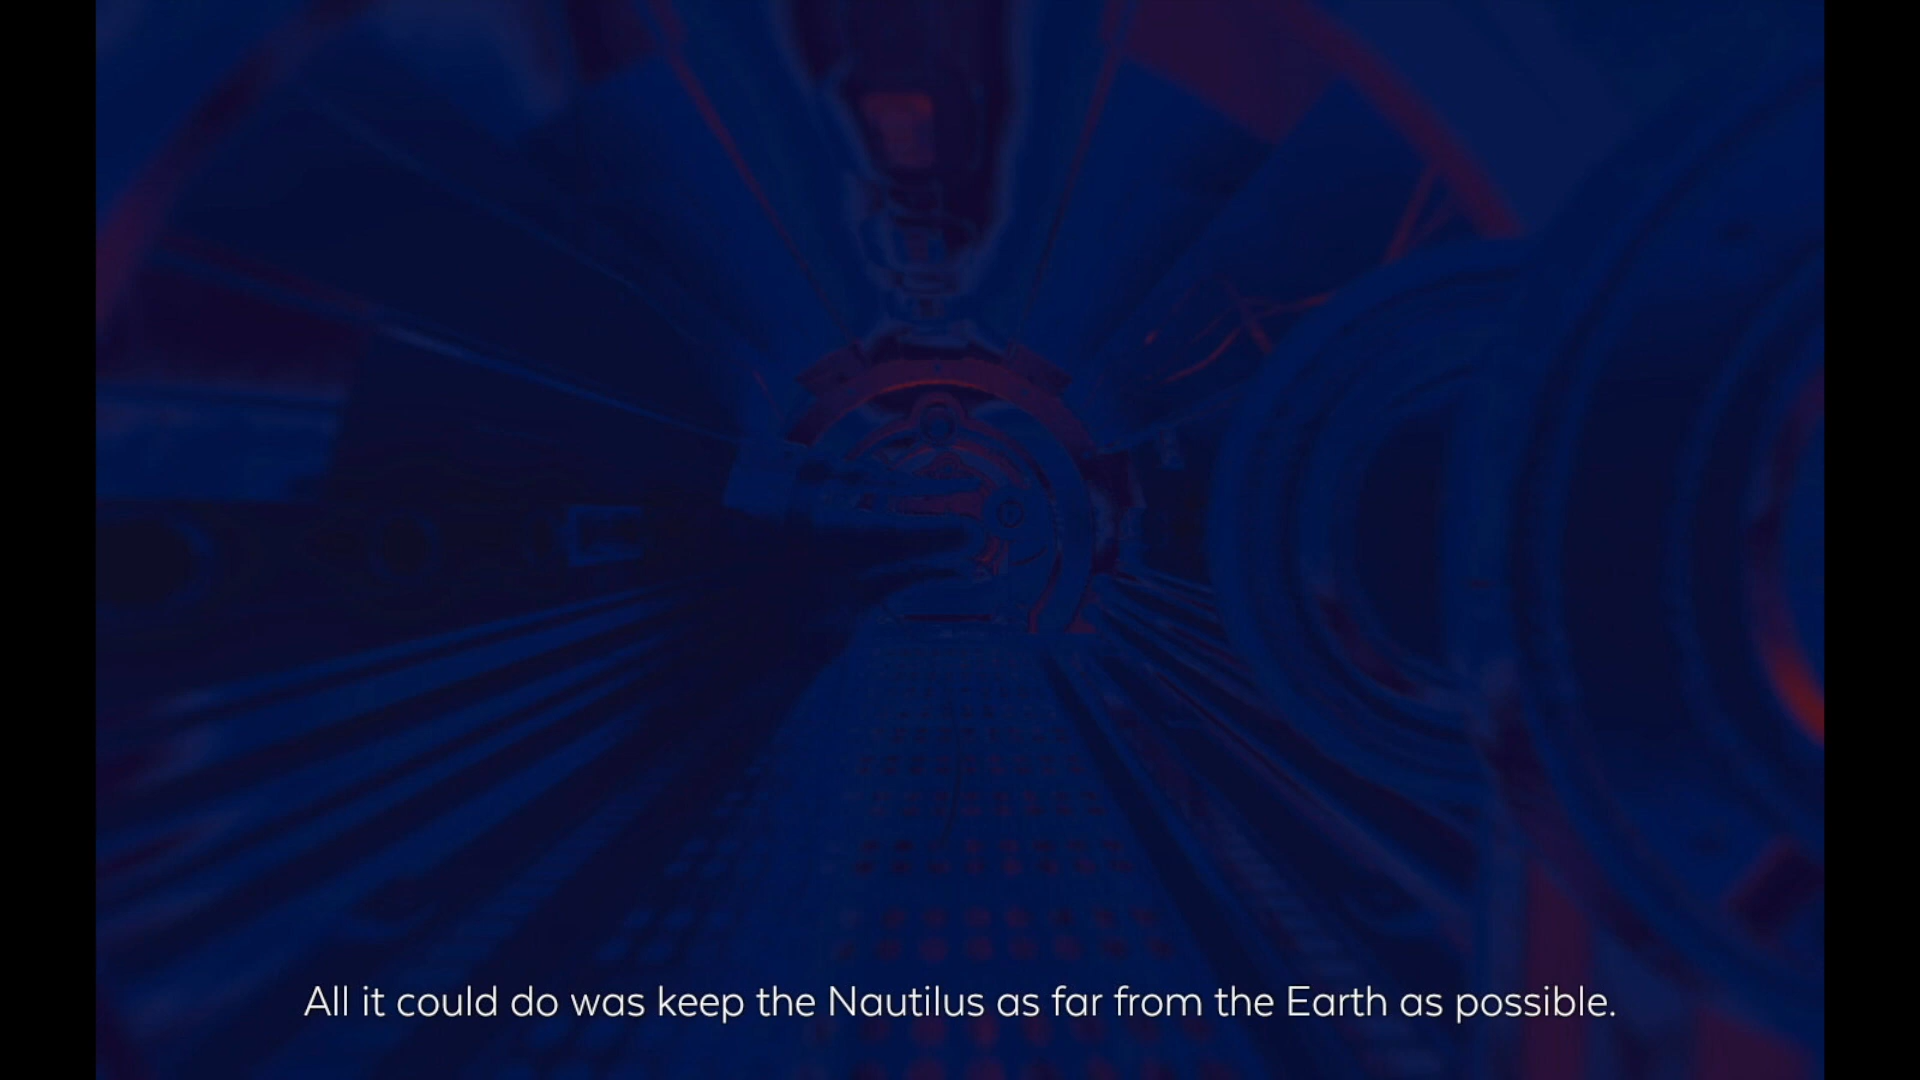 All it could do was keep the Nautilus as far from the Earth as possible.